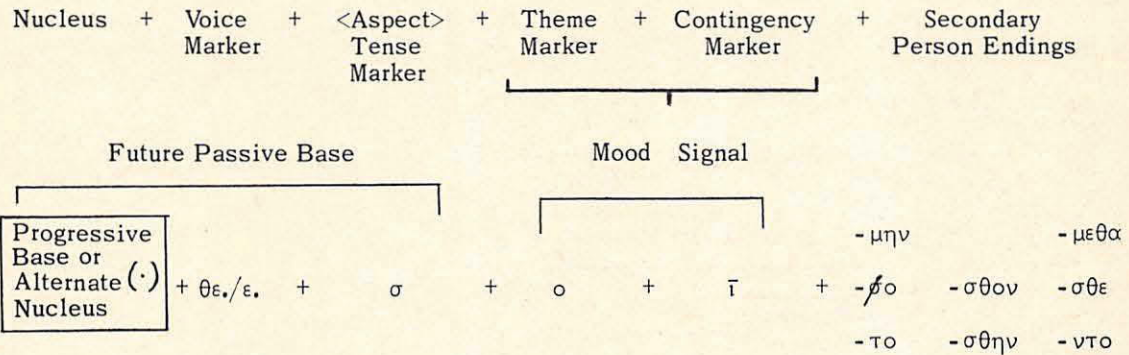 Nucleus + Voice + <Aspect> + Theme + Contingency + Secondary
Marker Tense Marker Marker Person Endings
Marker
Future Passive Base Mood Signal
Progressive -μην -μεθα
Base or
Alternate (·) + θε./ε. + σ + ο + ῑ + -σο -σθον -σθε
Nucleus
-το -σθην -ντο